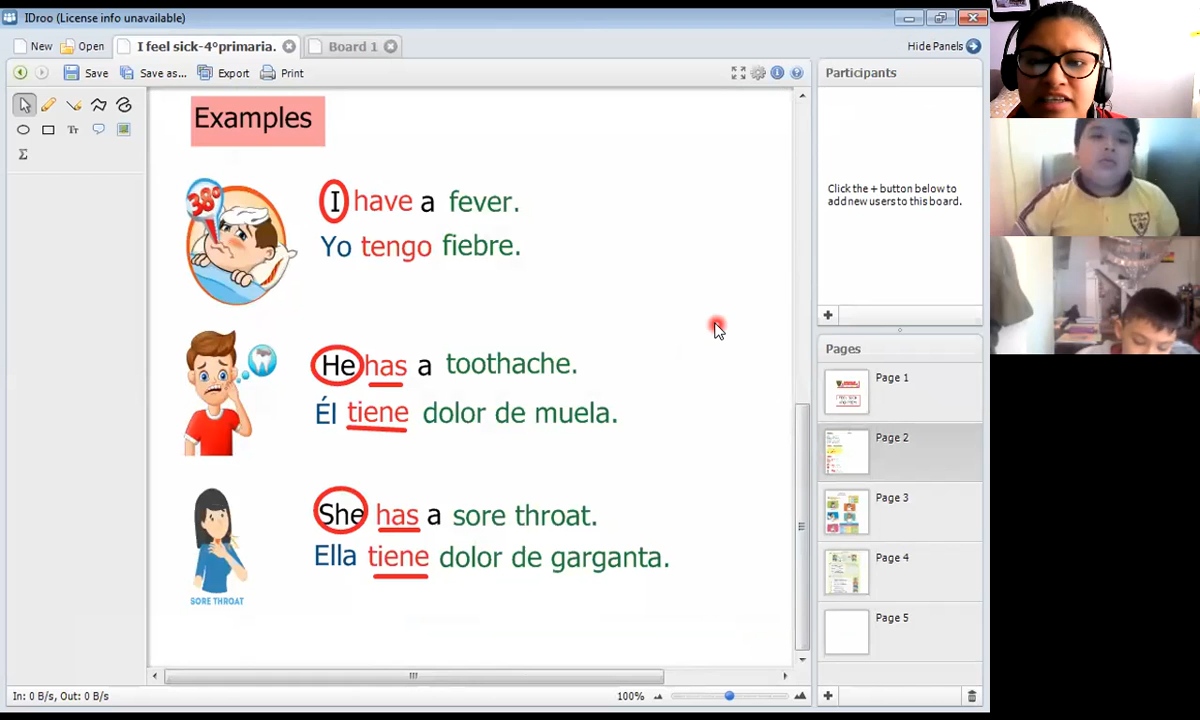 IDroo (License info unavailable)
New Open I feel sick-4°primaria. Board 1 Hide Panels
Save Save as... Export Print
Tr
Σ
Participants
Click the + button below to
add new users to this board.
Examples
38°
I have a fever.
Yo tengo fiebre.
He has a toothache.
Él tiene dolor de muela.
She has a sore throat.
Ella tiene dolor de garganta.
SORE THROAT
Pages
Page 1
Page 2
Page 3
Page 4
Page 5
In: 0 B/s, Out: 0 B/s
100%